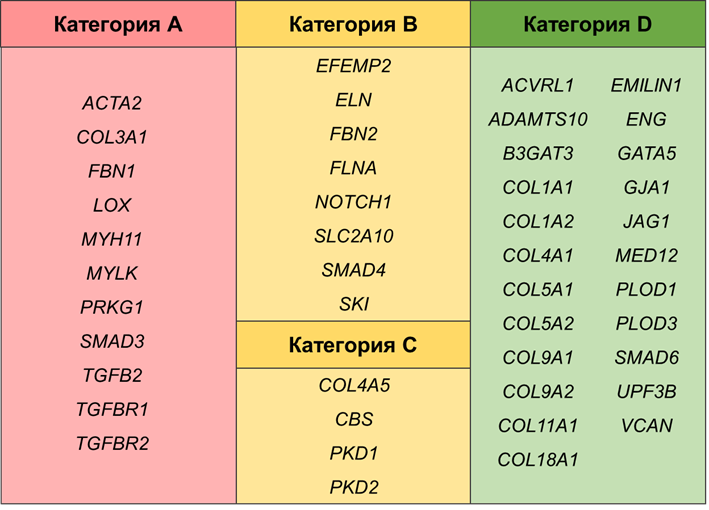 Категория A
ACTA2
COL3A1
FBN1
LOX
MYH11
MYLK
PRKG1
SMAD3
TGFB2
TGFBR1
TGFBR2
Категория B
EFEMP2
ELN
FBN2
FLNA
NOTCH1
SLC2A10
SMAD4
SKI
Категория C
COL4A5
CBS
PKD1
PKD2
Категория D
ACVRL1
ADAMTS10
B3GAT3
COL1A1
COL1A2
COL4A1
COL5A1
COL5A2
COL9A1
COL9A2
COL11A1
COL18A1
EMILIN1
ENG
GATA5
GJA1
JAG1
MED12
PLOD1
PLOD3
SMAD6
UPF3B
VCAN